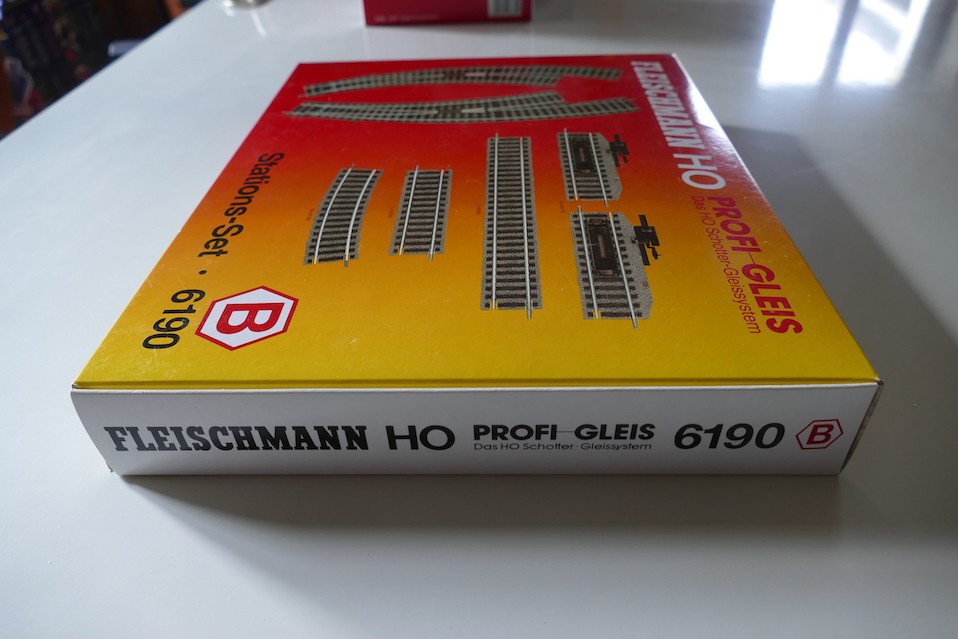 FLEISCHMANN HO
PROFI-GLEIS
Das HO Schotter-Gleissystem
Stations-Set · 6190
B
FLEISCHMANN HO PROFI-GLEIS 6190 B
Das HO Schotter-Gleissystem